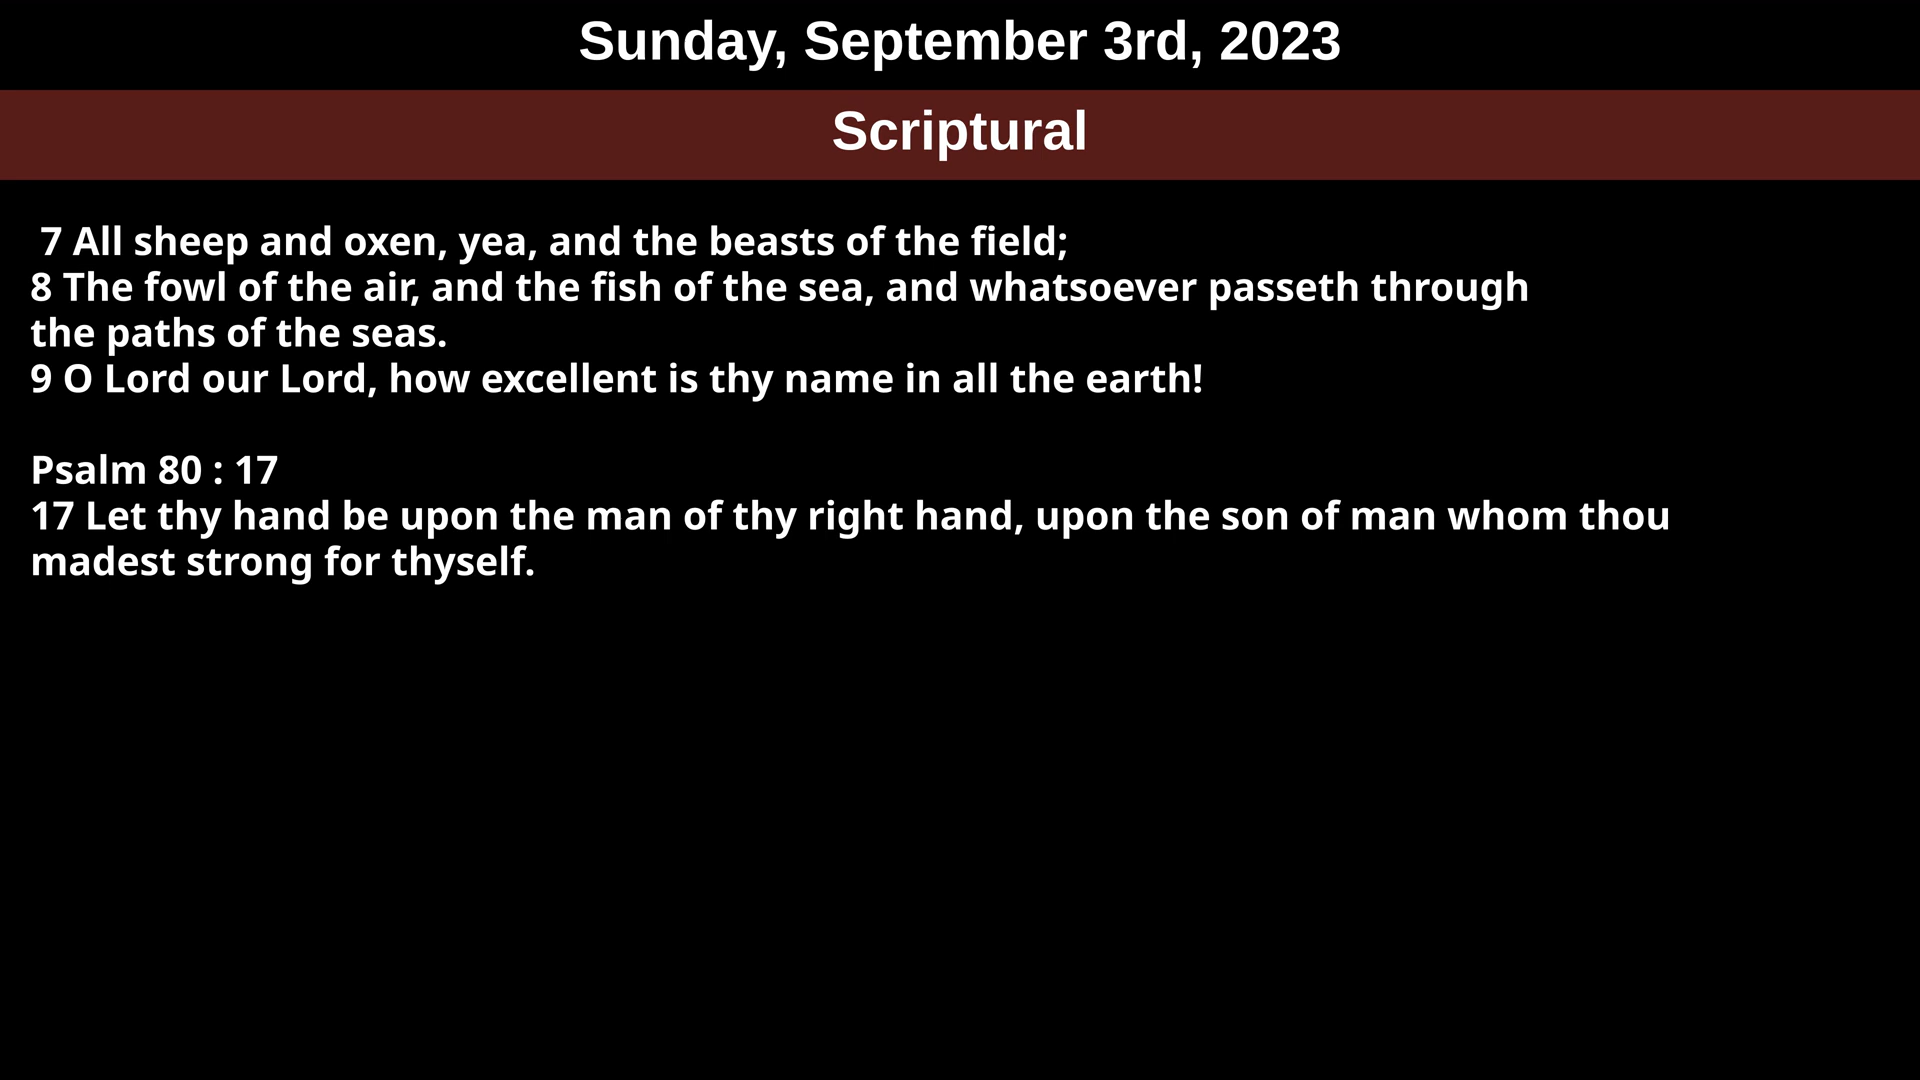 Sunday, September 3rd, 2023
Scriptural
7 All sheep and oxen, yea, and the beasts of the field;
8 The fowl of the air, and the fish of the sea, and whatsoever passeth through
the paths of the seas.
9 O Lord our Lord, how excellent is thy name in all the earth!
Psalm 80 : 17
17 Let thy hand be upon the man of thy right hand, upon the son of man whom thou
madest strong for thyself.